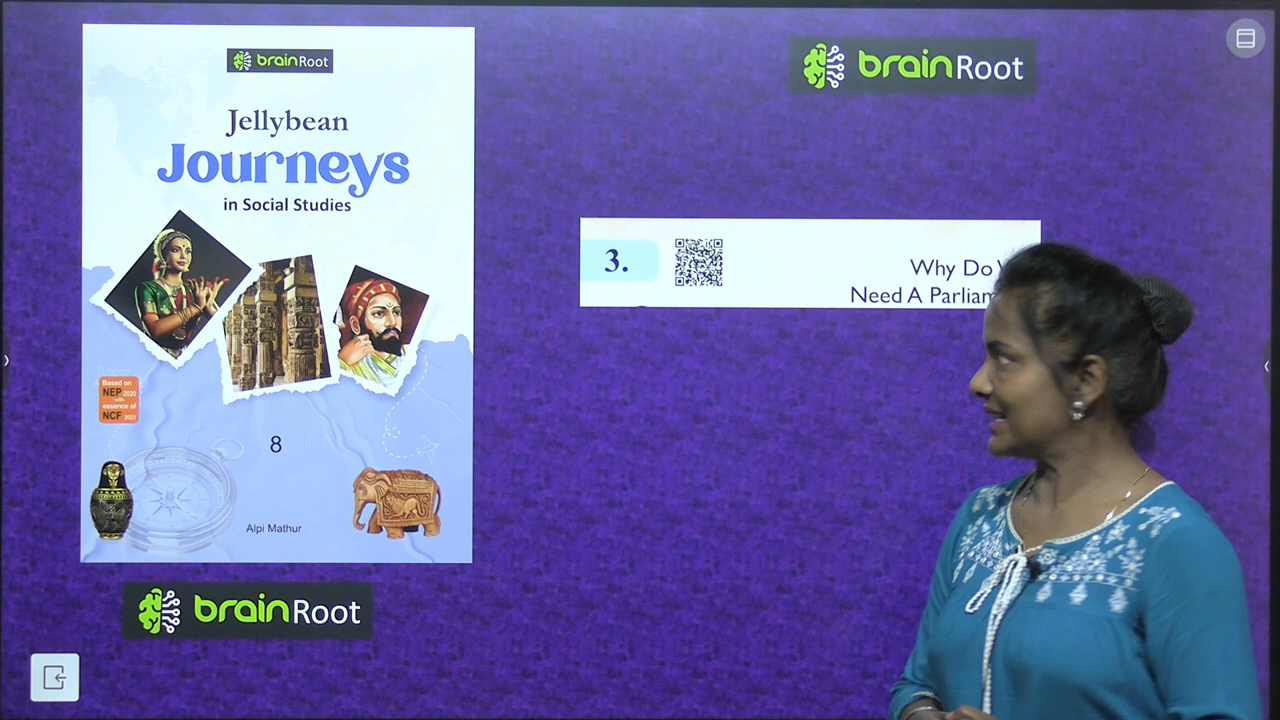 brainRoot
Jellybean
Journeys
in Social Studies
Based on
NEP 2020
with
essence of
NCF 2023
8
Alpi Mathur
brainRoot
brainRoot
3.
Why Do
Need A